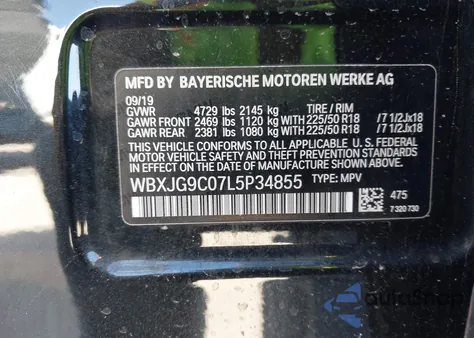 MFD BY BAYERISCHE MOTOREN WERKE AG
09/19
GVWR 4729 lbs 2145 kg TIRE / RIM
GAWR FRONT 2469 lbs 1120 kg WITH 225/50 R18 /7 1/2Jx18
GAWR REAR 2381 lbs 1080 kg WITH 225/50 R18 /7 1/2Jx18
THIS VEHICLE CONFORMS TO ALL APPLICABLE U. S. FEDERAL
MOTOR VEHICLE SAFETY, BUMPER, AND THEFT PREVENTION
STANDARDS IN EFFECT ON THE DATE OF MANUFACTURE SHOWN ABOVE.
WBXJG9C07L5P34855 TYPE: MPV
475
7 320 730
autoSnap